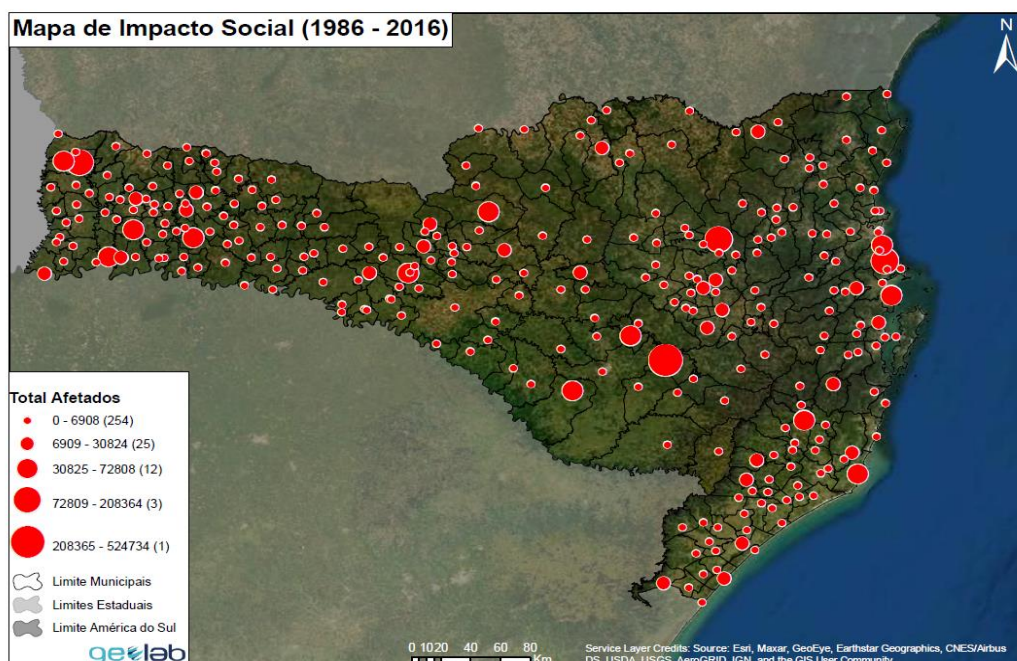 Mapa de Impacto Social (1986 - 2016)
N
Total Afetados
0 - 6908 (254)
6909 - 30824 (25)
30825 - 72808 (12)
72809 - 208364 (3)
208365 - 524734 (1)
Limite Municipais
Limites Estaduais
Limite América do Sul
geolab
0 10 20 40 60 80
Km
Service Layer Credits: Source: Esri, Maxar, GeoEye, Earthstar Geographics, CNES/Airbus
DS, USDA, USGS, AeroGRID, IGN, and the GIS User Community